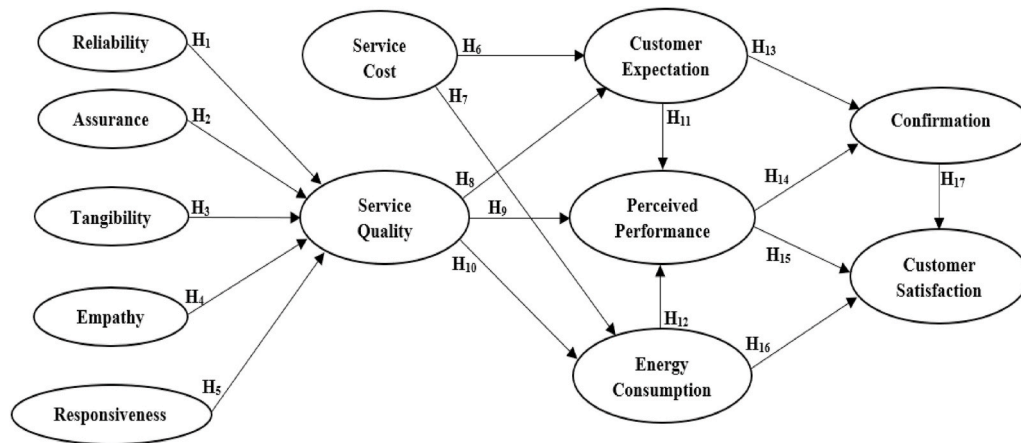 Reliability
H1
Assurance
H2
Tangibility
H3
Empathy
H4
Responsiveness
H5
Service
Cost
H6
H7
Service
Quality
H8
H9
H10
Customer
Expectation
H13
H11
Perceived
Performance
H14
H15
H12
Energy
Consumption
H16
Confirmation
H17
Customer
Satisfaction